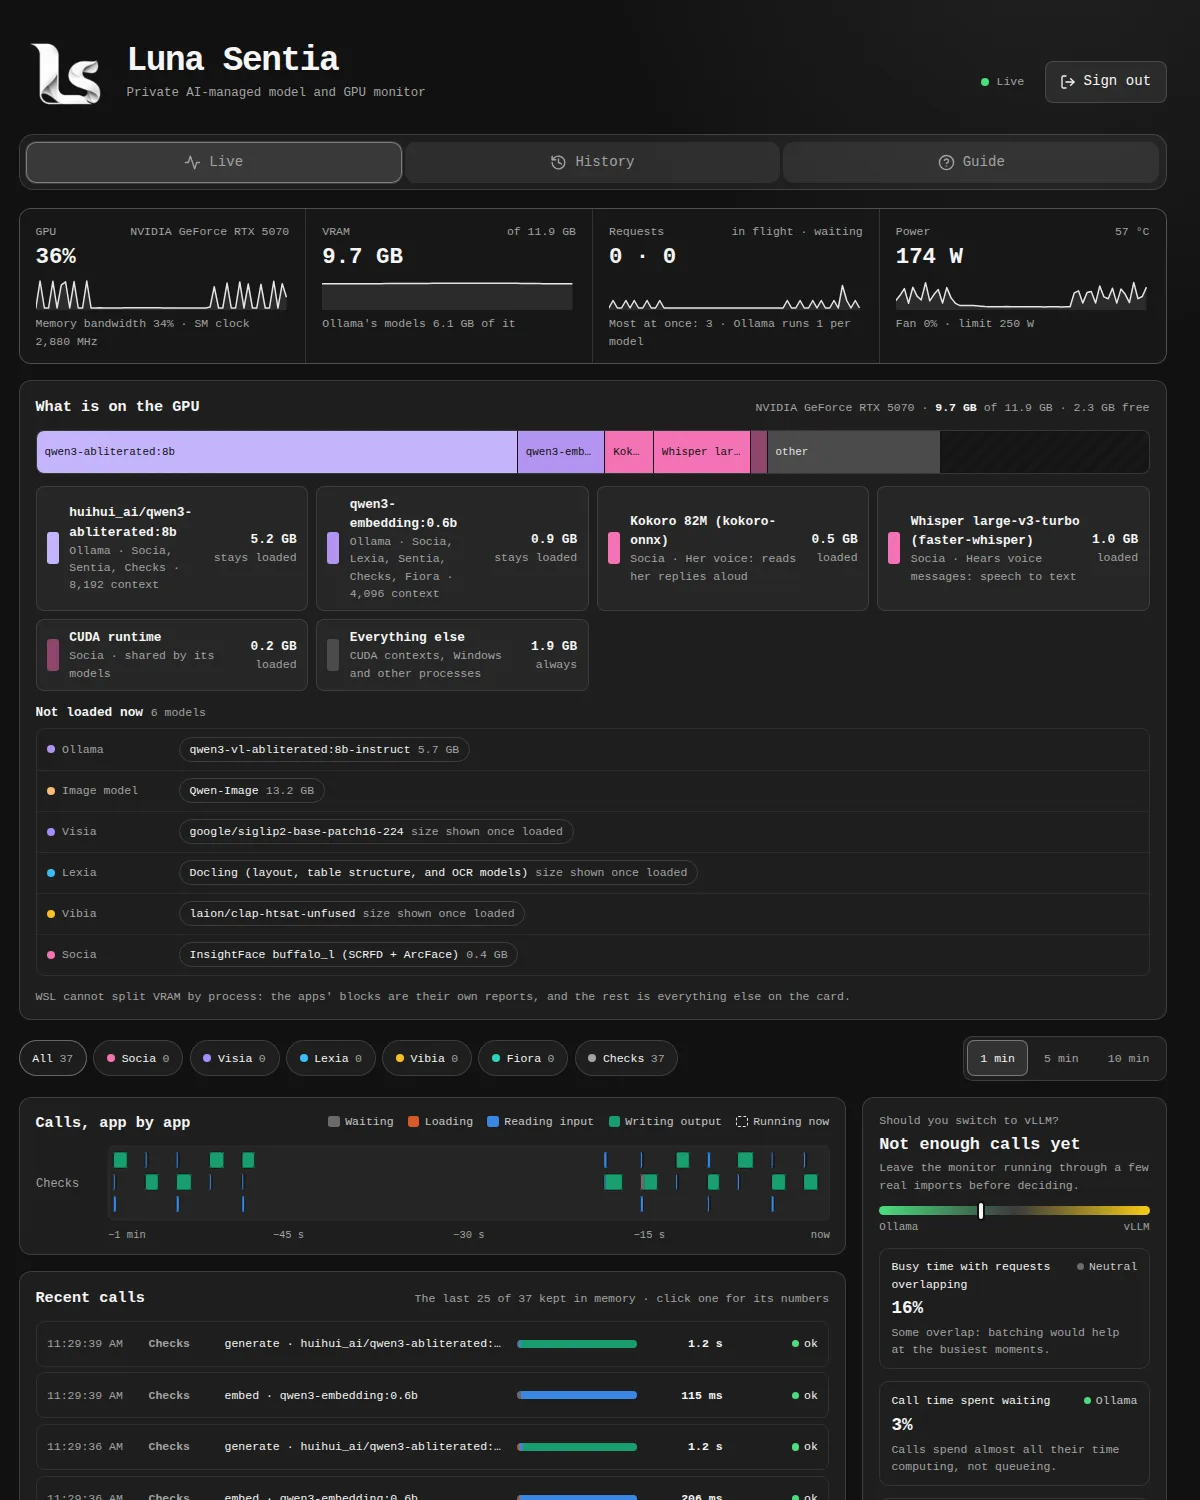 Luna Sentia
Private AI-managed model and GPU monitor
Live
Sign out
Live
History
Guide
GPU
NVIDIA GeForce RTX 5070
36%
Memory bandwidth 34% · SM clock
2,880 MHz
VRAM
of 11.9 GB
9.7 GB
Ollama's models 6.1 GB of it
Requests
in flight · waiting
0 · 0
Most at once: 3 · Ollama runs 1 per
model
Power
57 °C
174 W
Fan 0% · limit 250 W
What is on the GPU
NVIDIA GeForce RTX 5070 · 9.7 GB of 11.9 GB · 2.3 GB free
qwen3-abliterated:8b
qwen3-emb…
Kok…
Whisper lar…
other
huihui_ai/qwen3-
abliterated:8b
Ollama · Socia,
Sentia, Checks ·
8,192 context
5.2 GB
stays loaded
qwen3-
embedding:0.6b
Ollama · Socia,
Lexia, Sentia,
Checks, Fiora ·
4,096 context
0.9 GB
stays loaded
Kokoro 82M (kokoro-
onnx)
Socia · Her voice: reads
her replies aloud
0.5 GB
loaded
Whisper large-v3-turbo
(faster-whisper)
Socia · Hears voice
messages: speech to text
1.0 GB
loaded
CUDA runtime
Socia · shared by its
models
0.2 GB
loaded
Everything else
CUDA contexts, Windows
and other processes
1.9 GB
always
Not loaded now 6 models
Ollama
qwen3-vl-abliterated:8b-instruct 5.7 GB
Image model
Qwen-Image 13.2 GB
Visia
google/siglip2-base-patch16-224 size shown once loaded
Lexia
Docling (layout, table structure, and OCR models) size shown once loaded
Vibia
laion/clap-htsat-unfused size shown once loaded
Socia
InsightFace buffalo_l (SCRFD + ArcFace) 0.4 GB
WSL cannot split VRAM by process: the apps' blocks are their own reports, and the rest is everything else on the card.
All 37
Socia 0
Visia 0
Lexia 0
Vibia 0
Fiora 0
Checks 37
1 min
5 min
10 min
Calls, app by app
Waiting
Loading
Reading input
Writing output
Running now
Checks
−1 min
−45 s
−30 s
−15 s
now
Recent calls
The last 25 of 37 kept in memory · click one for its numbers
11:29:39 AM Checks generate · huihui_ai/qwen3-abliterated:… 1.2 s ok
11:29:39 AM Checks embed · qwen3-embedding:0.6b 115 ms ok
11:29:36 AM Checks generate · huihui_ai/qwen3-abliterated:… 1.2 s ok
11:29:36 AM Checks embed · qwen3-embedding:0.6b 206 ms ok
Should you switch to vLLM?
Not enough calls yet
Leave the monitor running through a few
real imports before deciding.
Ollama
vLLM
Busy time with requests
overlapping
Neutral
16%
Some overlap: batching would help
at the busiest moments.
Call time spent waiting
Ollama
3%
Calls spend almost all their time
computing, not queueing.